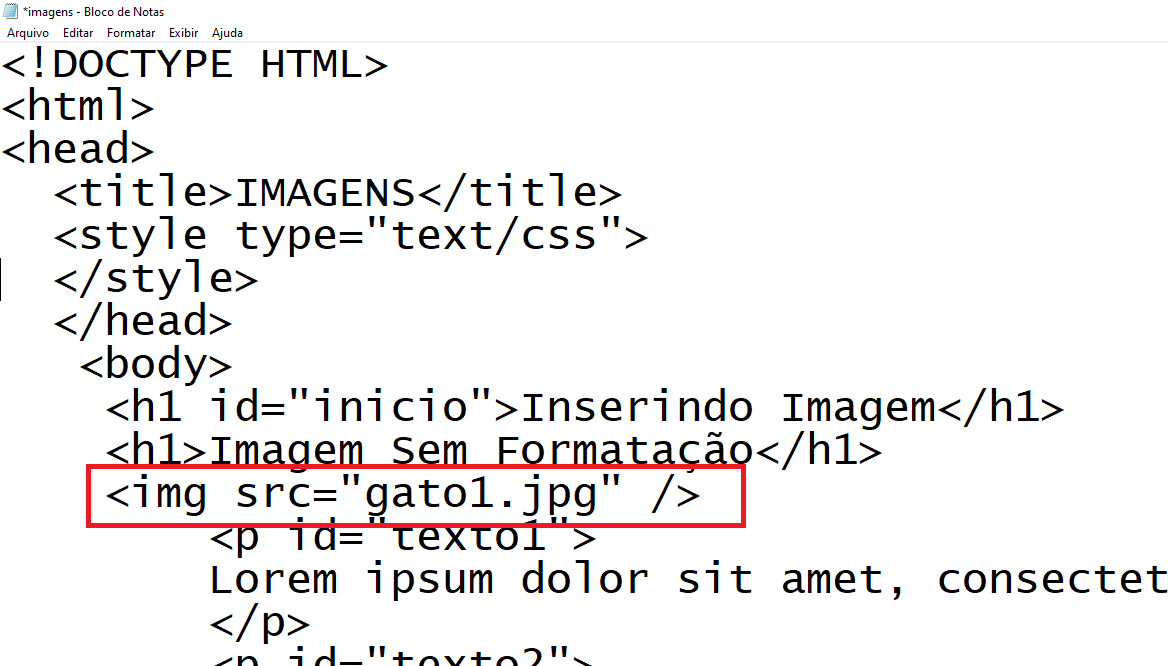 *imagens - Bloco de Notas
Arquivo Editar Formatar Exibir Ajuda
<!DOCTYPE HTML>
<html>
<head>
<title>IMAGENS</title>
<style type="text/css">
</style>
</head>
<body>
<h1 id="inicio">Inserindo Imagem</h1>
<h1>Imagem Sem Formatação</h1>
<img src="gato1.jpg" />
<p id="texto1">
Lorem ipsum dolor sit amet, consectet
</p>
<p id="texto2">